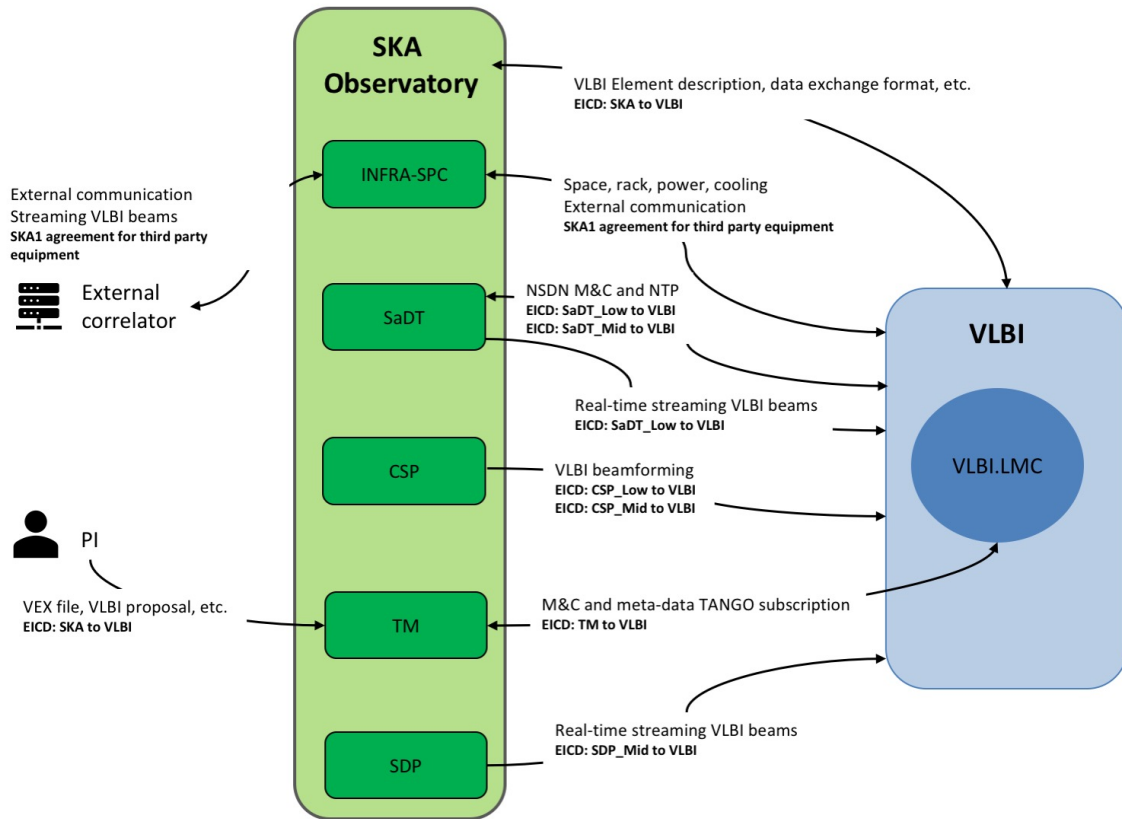 SKA
Observatory
VLBI Element description, data exchange format, etc.
EICD: SKA to VLBI
INFRA-SPC
External communication
Streaming VLBI beams
SKA1 agreement for third party
equipment
Space, rack, power, cooling
External communication
SKA1 agreement for third party equipment
External
correlator
SaDT
NSDN M&C and NTP
EICD: SaDT_Low to VLBI
EICD: SaDT_Mid to VLBI
VLBI
Real-time streaming VLBI beams
EICD: SaDT_Low to VLBI
CSP
VLBI beamforming
EICD: CSP_Low to VLBI
EICD: CSP_Mid to VLBI
VLBI.LMC
PI
VEX file, VLBI proposal, etc.
EICD: SKA to VLBI
TM
M&C and meta-data TANGO subscription
EICD: TM to VLBI
SDP
Real-time streaming VLBI beams
EICD: SDP_Mid to VLBI